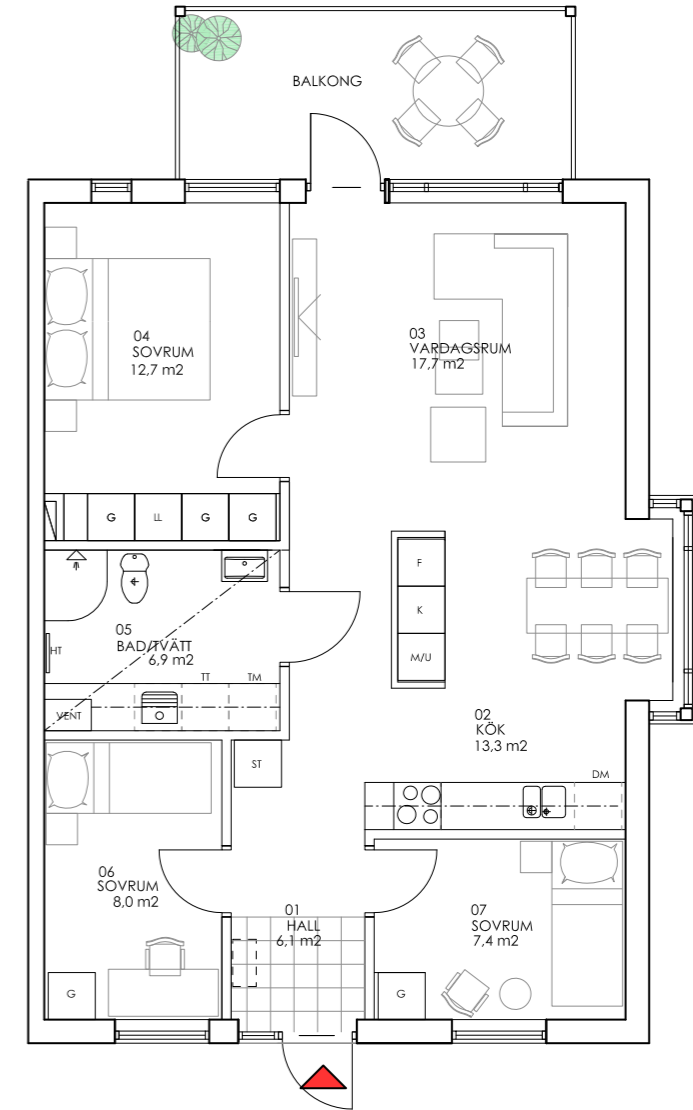 BALKONG
04
SOVRUM
12,7 m2
03
VARDAGSRUM
17,7 m2
G
LL
G
G
F
K
M/U
05
BAD/TVÄTT
6,9 m2
HT
TT
TM
VENT
02
KÖK
13,3 m2
ST
DM
06
SOVRUM
8,0 m2
01
HALL
6,1 m2
07
SOVRUM
7,4 m2
G
G